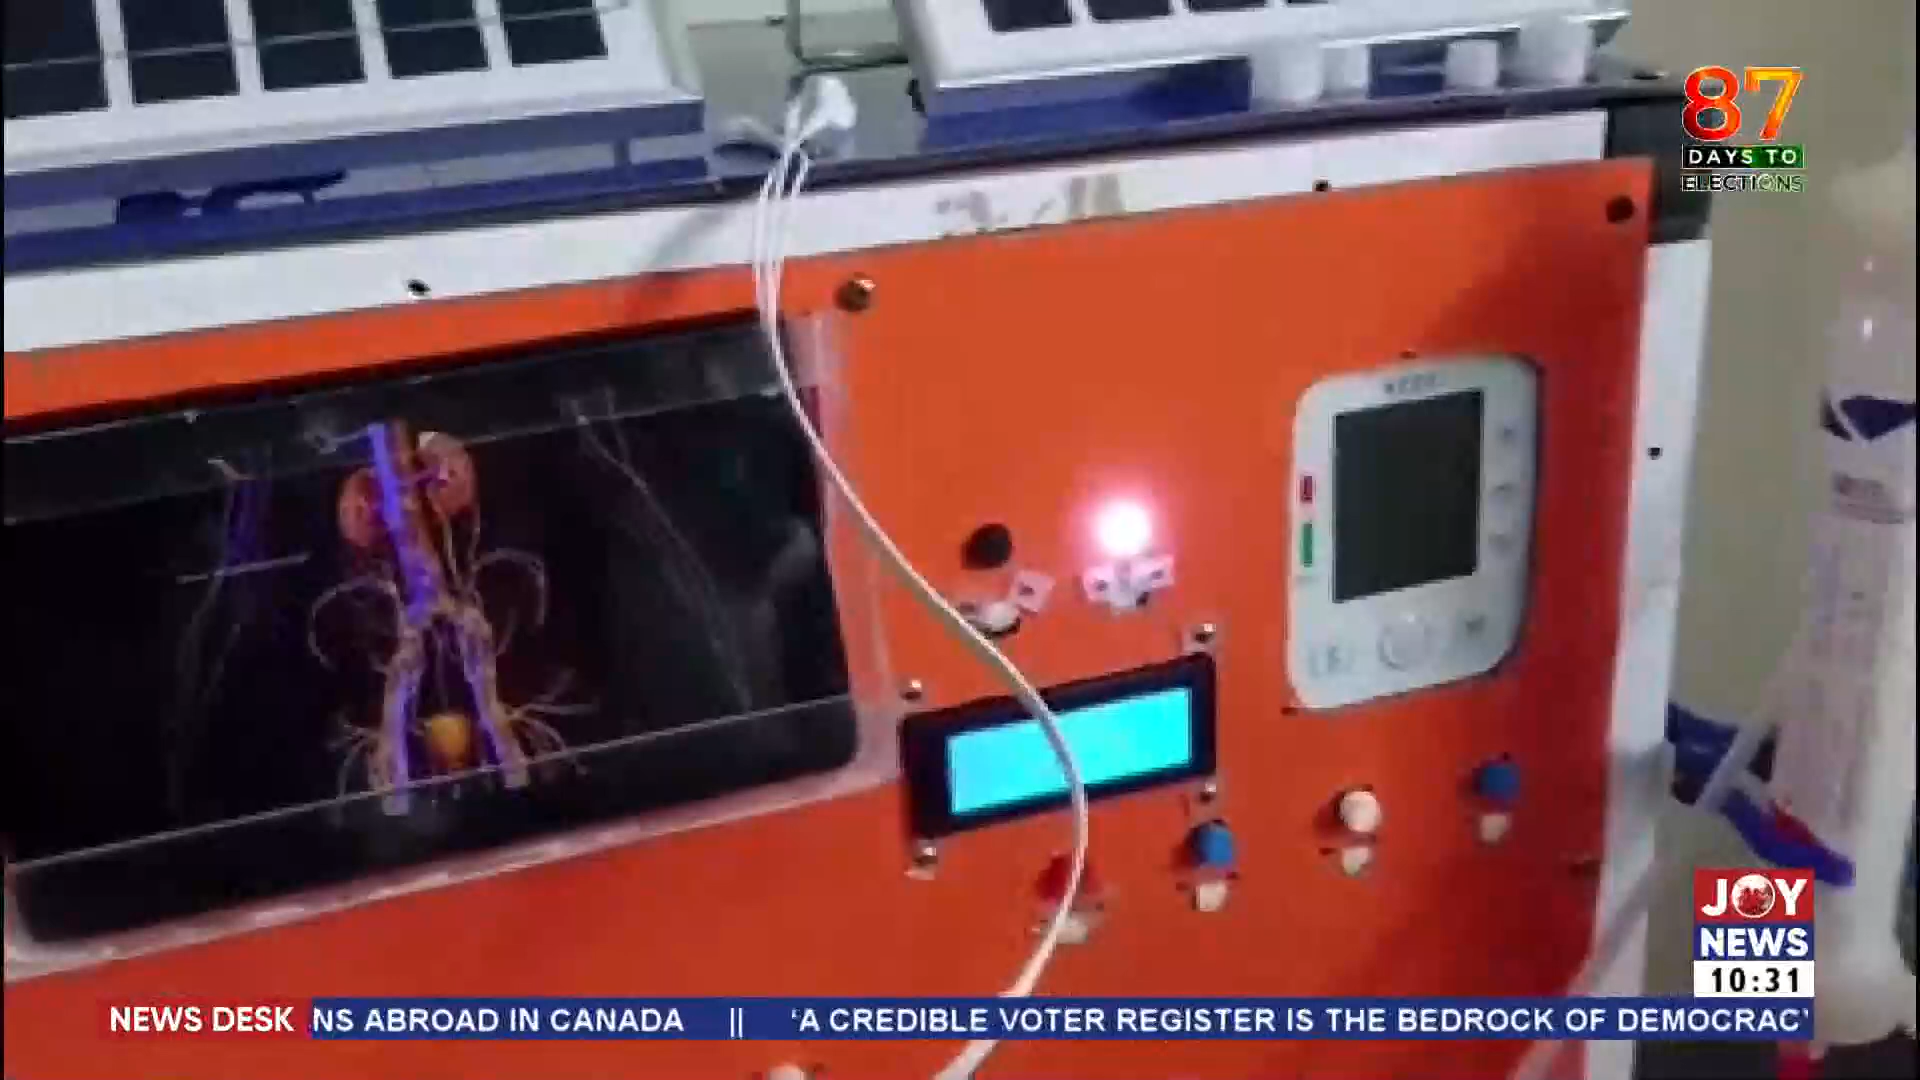 87
DAYS TO
ELECTIONS
JOY
NEWS
10:31
NEWS DESK
NS ABROAD IN CANADA || ‘A CREDIBLE VOTER REGISTER IS THE BEDROCK OF DEMOCRAC